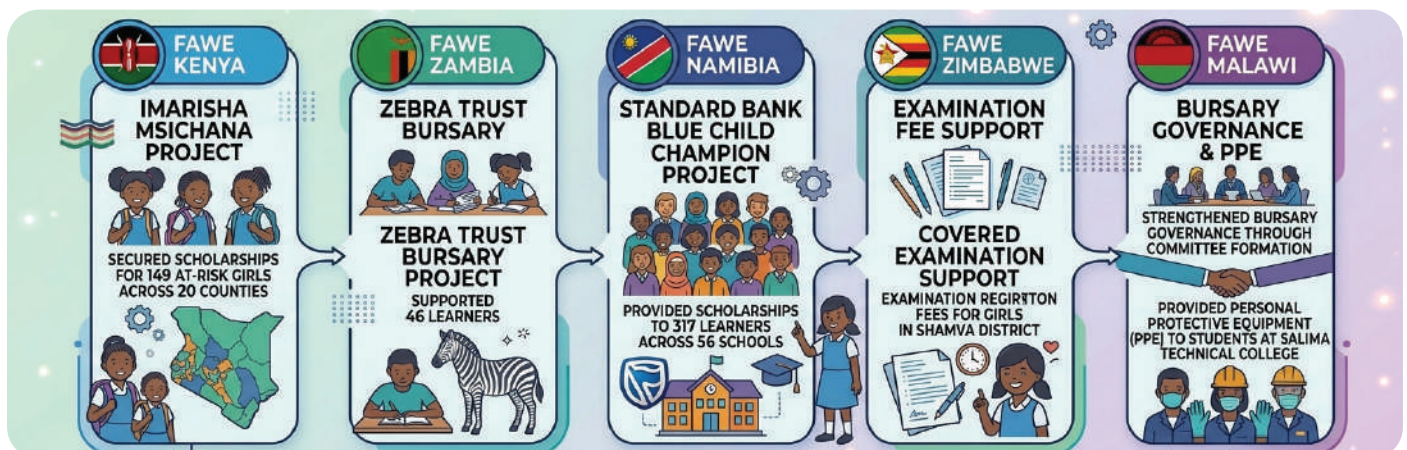 FAWE
KENYA
IMARISHA
MSICHANA
PROJECT
SECURED SCHOLARSHIPS
FOR 149 AT-RISK GIRLS
ACROSS 20 COUNTIES
FAWE
ZAMBIA
ZEBRA TRUST
BURSARY
ZEBRA TRUST
BURSARY
PROJECT
SUPPORTED
46 LEARNERS
FAWE
NAMIBIA
STANDARD BANK
BLUE CHILD
CHAMPION
PROJECT
PROVIDED SCHOLARSHIPS
TO 317 LEARNERS
ACROSS 56 SCHOOLS
FAWE
ZIMBABWE
EXAMINATION
FEE SUPPORT
COVERED
EXAMINATION
SUPPORT
EXAMINATION REGIRTTON
FEES FOR GIRLS
IN SHAMVA DISTRICT
FAWE
MALAWI
BURSARY
GOVERNANCE
& PPE
STRENGTHENED BURSARY
GOVERNANCE THROUGH
COMMITTEE FORMATION
PROVIDED PERSONAL
PROTECTIVE EQUIPMENT
(PPE) TO STUDENTS AT SALIMA
TECHNICAL COLLEGE